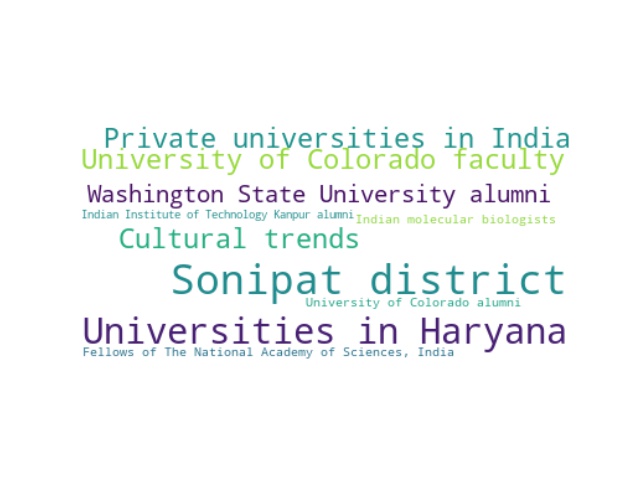 Private universities in India
University of Colorado faculty
Washington State University alumni
Indian Institute of Technology Kanpur alumni
Indian molecular biologists
Cultural trends
Sonipat district
University of Colorado alumni
Universities in Haryana
Fellows of The National Academy of Sciences, India